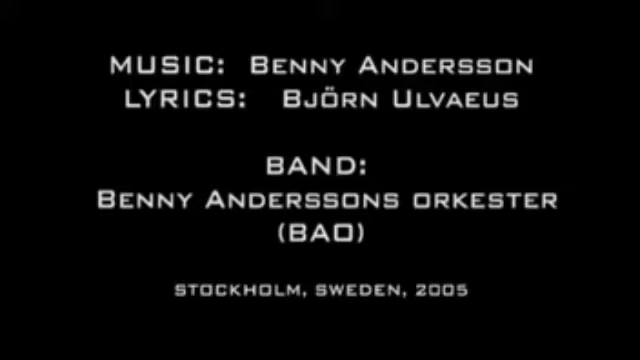 MUSIC: BENNY ANDERSSON
LYRICS: BJÖRN ULVAEUS
BAND:
BENNY ANDERSSONS ORKESTER
(BAO)
STOCKHOLM, SWEDEN, 2005